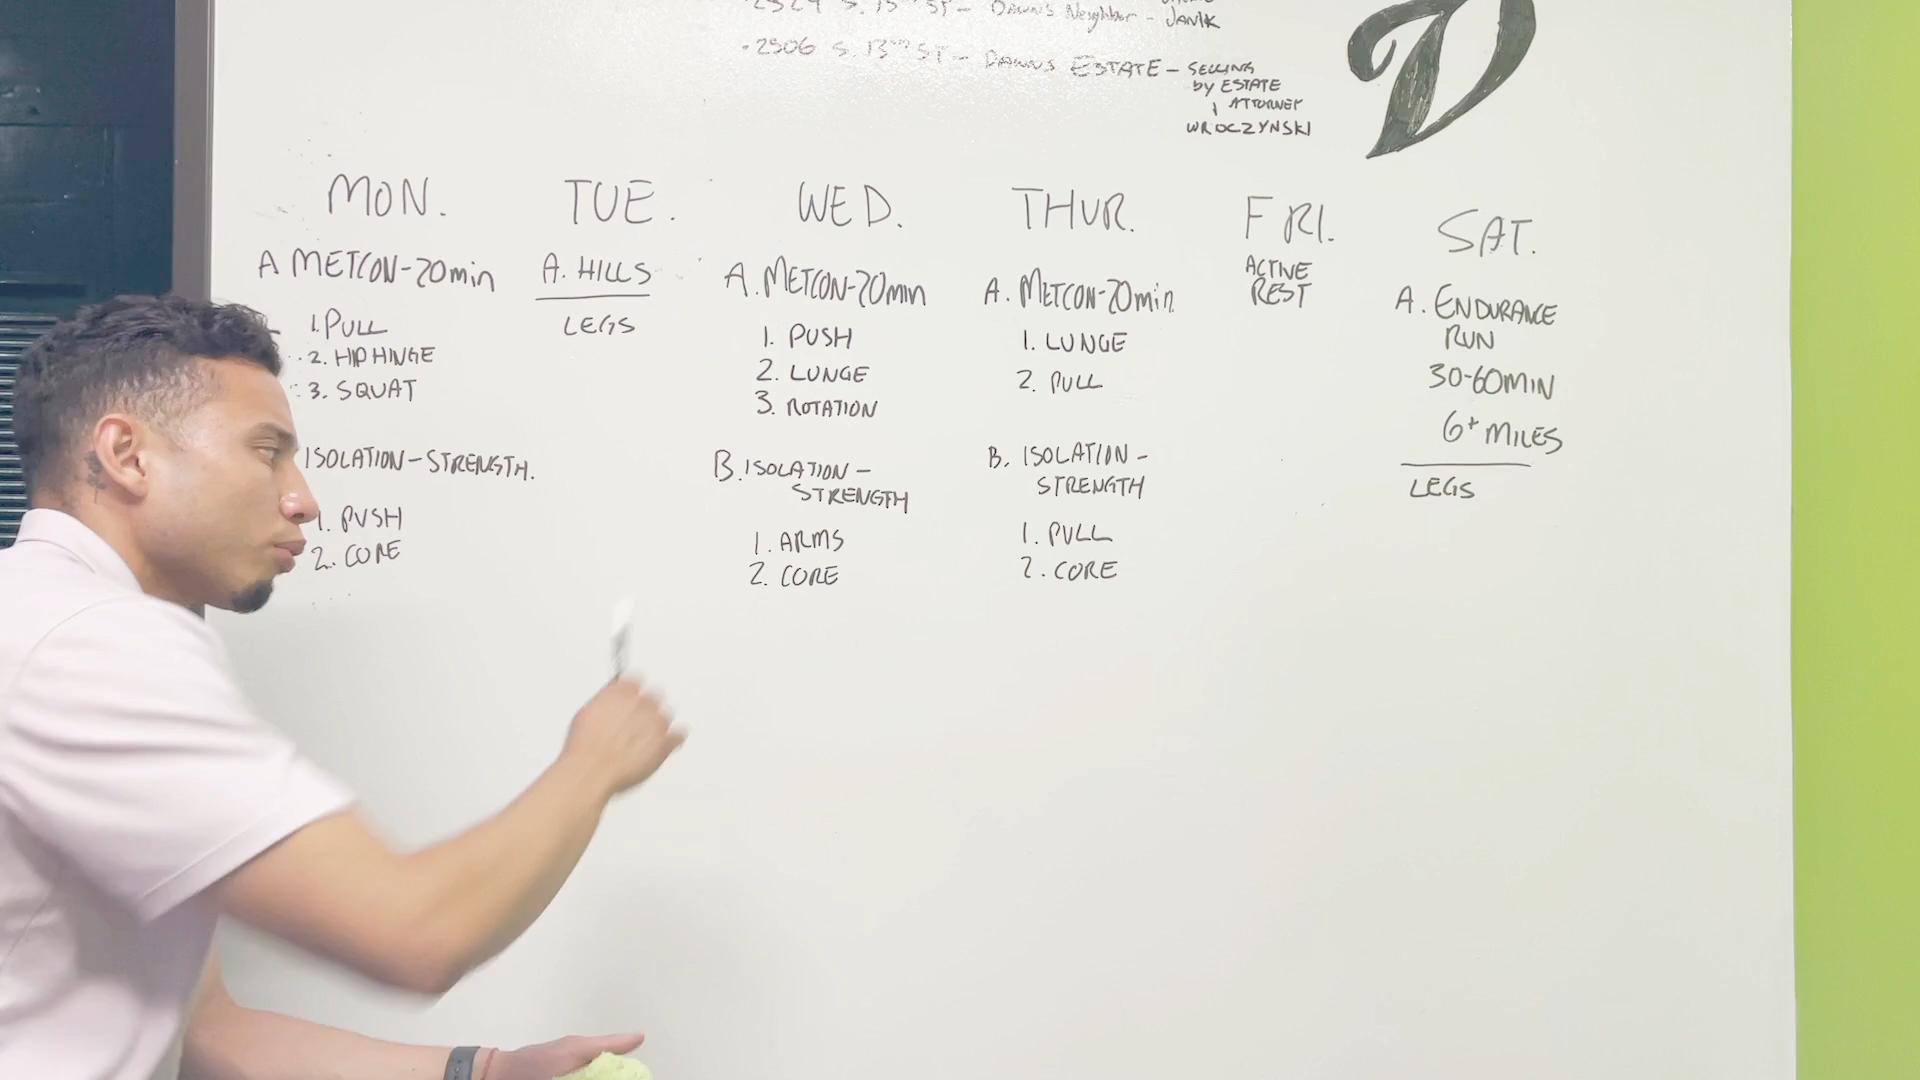 - DAWN'S Neighbor - JANIK
• 2506 S. 13TH ST - DAWNS ESTATE - SELLING
by ESTATE
ATTORNEY
WROCZYNSKI
D
MON.
A METCON-20min
1. PULL
2. HIP HINGE
3. SQUAT
ISOLATION - STRENGTH.
1. PUSH
2. CORE
TUE.
A. HILLS
LEGS
WED.
A. METCON-20min
1. PUSH
2. LUNGE
3. ROTATION
B. ISOLATION -
STRENGTH
1. ARMS
2. CORE
THUR.
A. METCON-20min
1. LUNGE
2. PULL
B. ISOLATION -
STRENGTH
1. PULL
2. CORE
FRI.
ACTIVE
REST
SAT.
A. ENDURANCE
RUN
30-60MIN
6+ MILES
LEGS